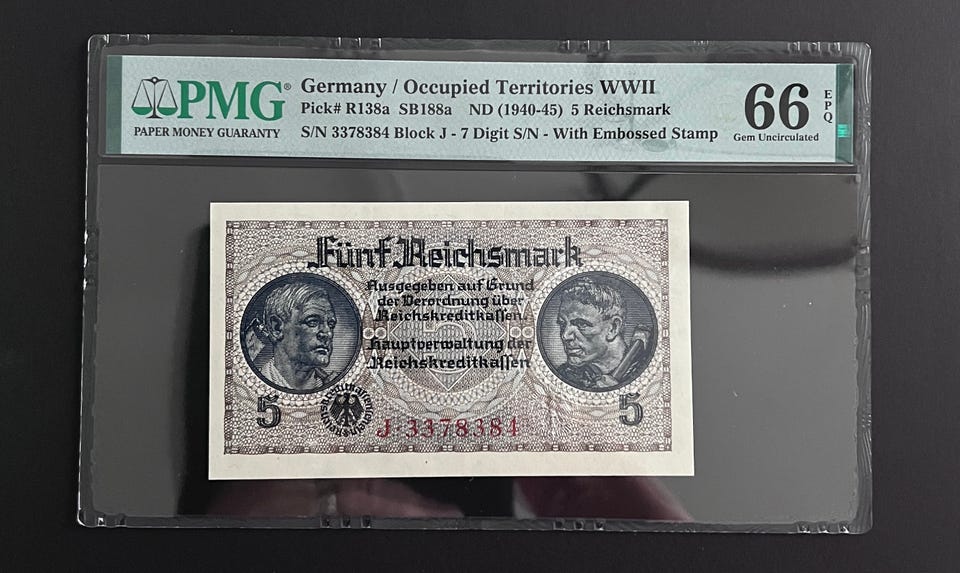 PMG®
PAPER MONEY GUARANTY
Germany / Occupied Territories WWII
Pick# R138a SB188a ND (1940-45) 5 Reichsmark
S/N 3378384 Block J - 7 Digit S/N - With Embossed Stamp
66
EPQ
Gem Uncirculated
Fünf Reichsmark
Ausgegeben auf Grund
der Verordnung über
Reichskreditkaſſen.
5
Hauptverwaltung der
Reichskreditkaſſen
5
5
J·3378384